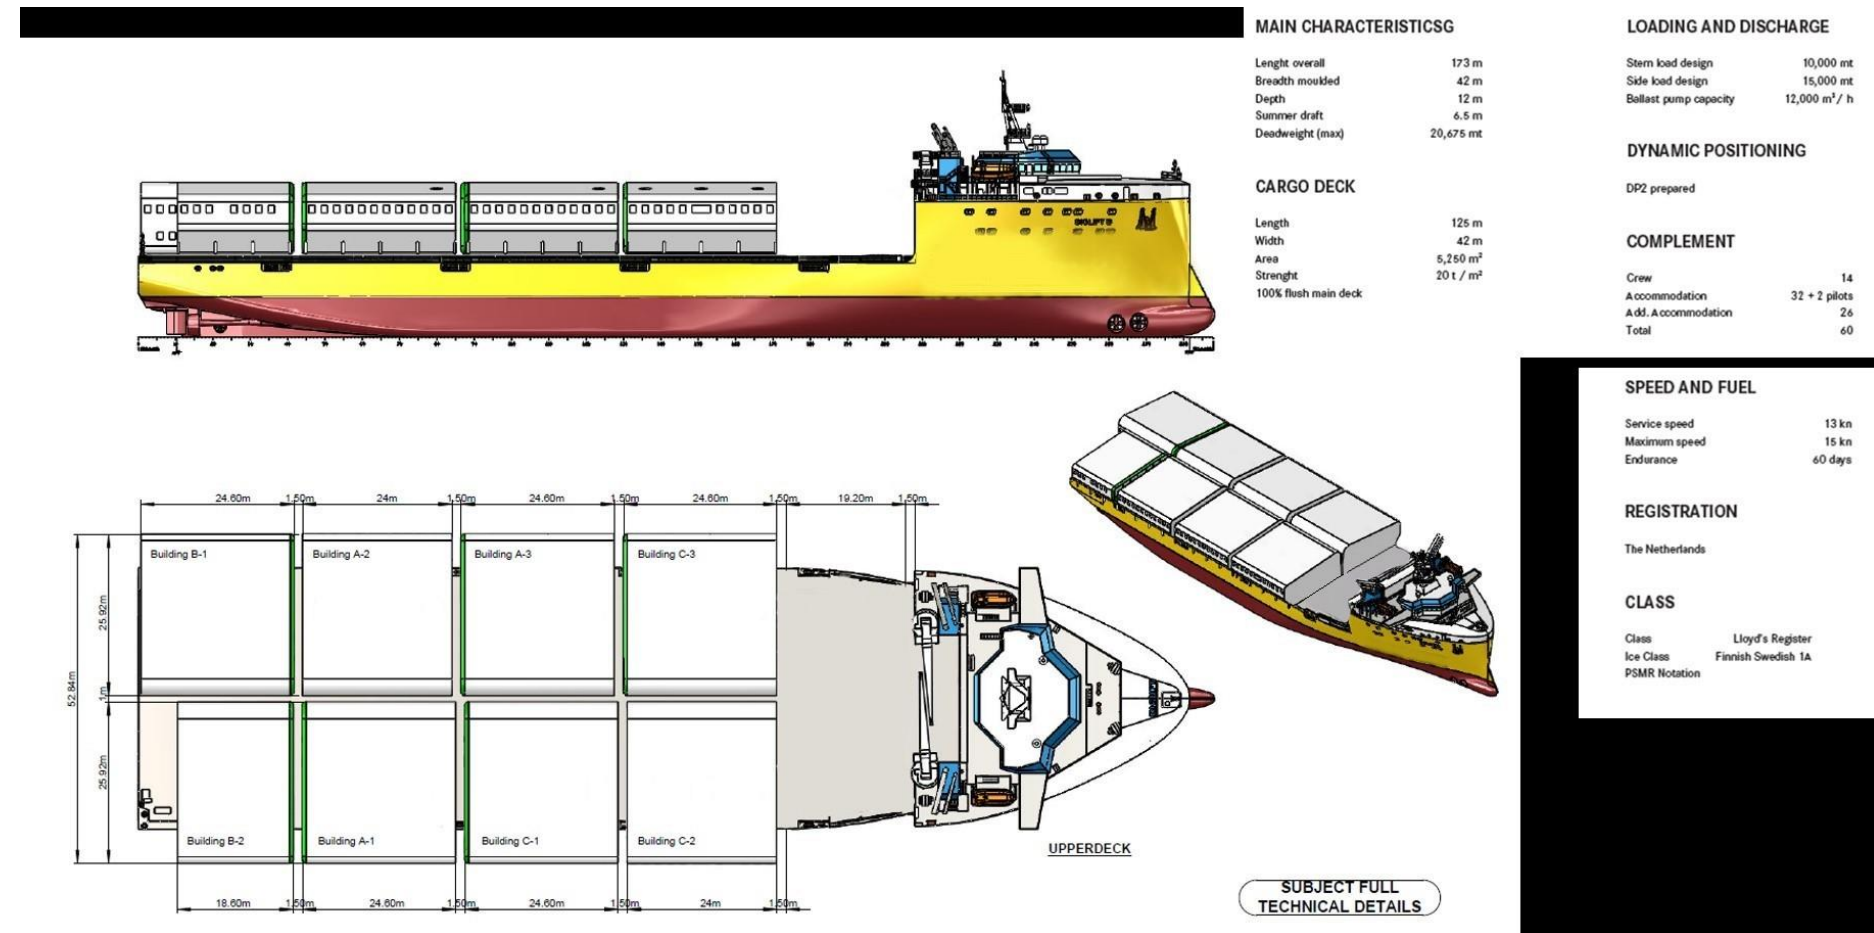 MAIN CHARACTERISTICSG
Lenght overall 173 m
Breadth moulded 42 m
Depth 12 m
Summer draft 6.5 m
Deadweight (max) 20,675 mt
CARGO DECK
Length 125 m
Width 42 m
Area 5,250 m²
Strenght 20 t / m²
100% flush main deck
LOADING AND DISCHARGE
Stern load design 10,000 mt
Side load design 15,000 mt
Ballast pump capacity 12,000 m³/ h
DYNAMIC POSITIONING
DP2 prepared
COMPLEMENT
Crew 14
Accommodation 32 + 2 pilots
Add. Accommodation 26
Total 60
SPEED AND FUEL
Service speed 13 kn
Maximum speed 15 kn
Endurance 60 days
REGISTRATION
The Netherlands
CLASS
Class Lloyd's Register
Ice Class Finnish Swedish 1A
PSMR Notation
24.60m 1.50m 24m 1.50m 24.60m 1.50m 24.60m 1.50m 19.20m 1.50m
Building B-1 Building A-2 Building A-3 Building C-3
25.92m
52.84m
1m
25.92m
Building B-2 Building A-1 Building C-1 Building C-2
18.60m 1.50m 24.60m 1.50m 24.60m 1.50m 24m 1.50m
UPPERDECK
SUBJECT FULL
TECHNICAL DETAILS